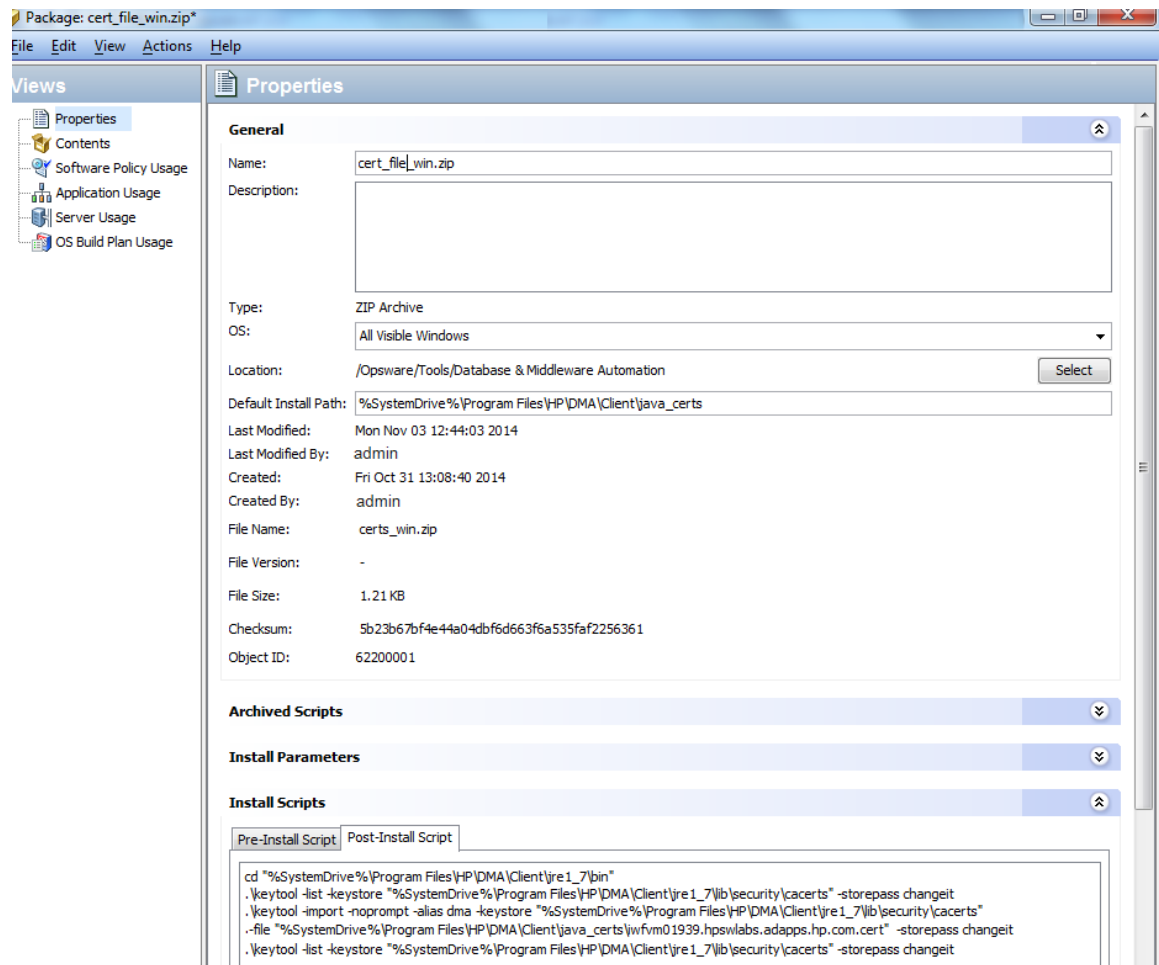 Package: cert_file_win.zip*
File Edit View Actions Help
Views
Properties
Contents
Software Policy Usage
Application Usage
Server Usage
OS Build Plan Usage
Properties
General
Name: cert_file_win.zip
Description:
Type: ZIP Archive
OS: All Visible Windows
Location: /Opsware/Tools/Database & Middleware Automation Select
Default Install Path: %SystemDrive%\Program Files\HP\DMA\Client\java_certs
Last Modified: Mon Nov 03 12:44:03 2014
Last Modified By: admin
Created: Fri Oct 31 13:08:40 2014
Created By: admin
File Name: certs_win.zip
File Version: -
File Size: 1.21 KB
Checksum: 5b23b67bf4e44a04dbf6d663f6a535faf2256361
Object ID: 62200001
Archived Scripts
Install Parameters
Install Scripts
Pre-Install Script Post-Install Script
cd "%SystemDrive%\Program Files\HP\DMA\Client\jre1_7\bin"
.\keytool -list -keystore "%SystemDrive%\Program Files\HP\DMA\Client\jre1_7\lib\security\cacerts" -storepass changeit
.\keytool -import -noprompt -alias dma -keystore "%SystemDrive%\Program Files\HP\DMA\Client\jre1_7\lib\security\cacerts"
.-file "%SystemDrive%\Program Files\HP\DMA\Client\java_certs\iwfvm01939.hpswlabs.adapps.hp.com.cert" -storepass changeit
.\keytool -list -keystore "%SystemDrive%\Program Files\HP\DMA\Client\jre1_7\lib\security\cacerts" -storepass changeit